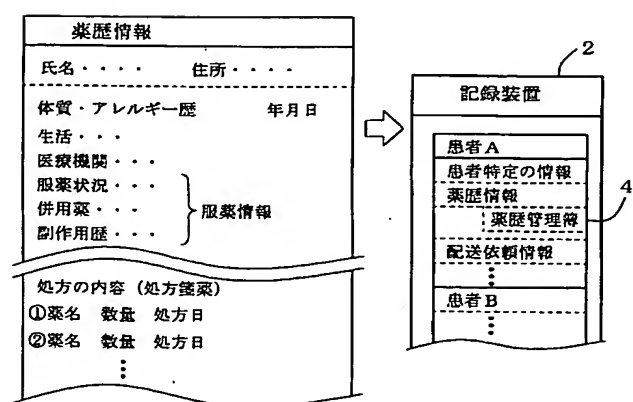 薬歴情報
氏名・・・・ 住所・・・・
体質・アレルギー歴 年月日
生活・・・
医療機関・・・
服薬状況・・・
併用薬・・・
副作用歴・・・
服薬情報
処方の内容（処方箋薬）
①薬名 数量 処方日
②薬名 数量 処方日
2
記録装置
患者A
患者特定の情報
薬歴情報
薬歴管理簿
4
配送依頼情報
患者B